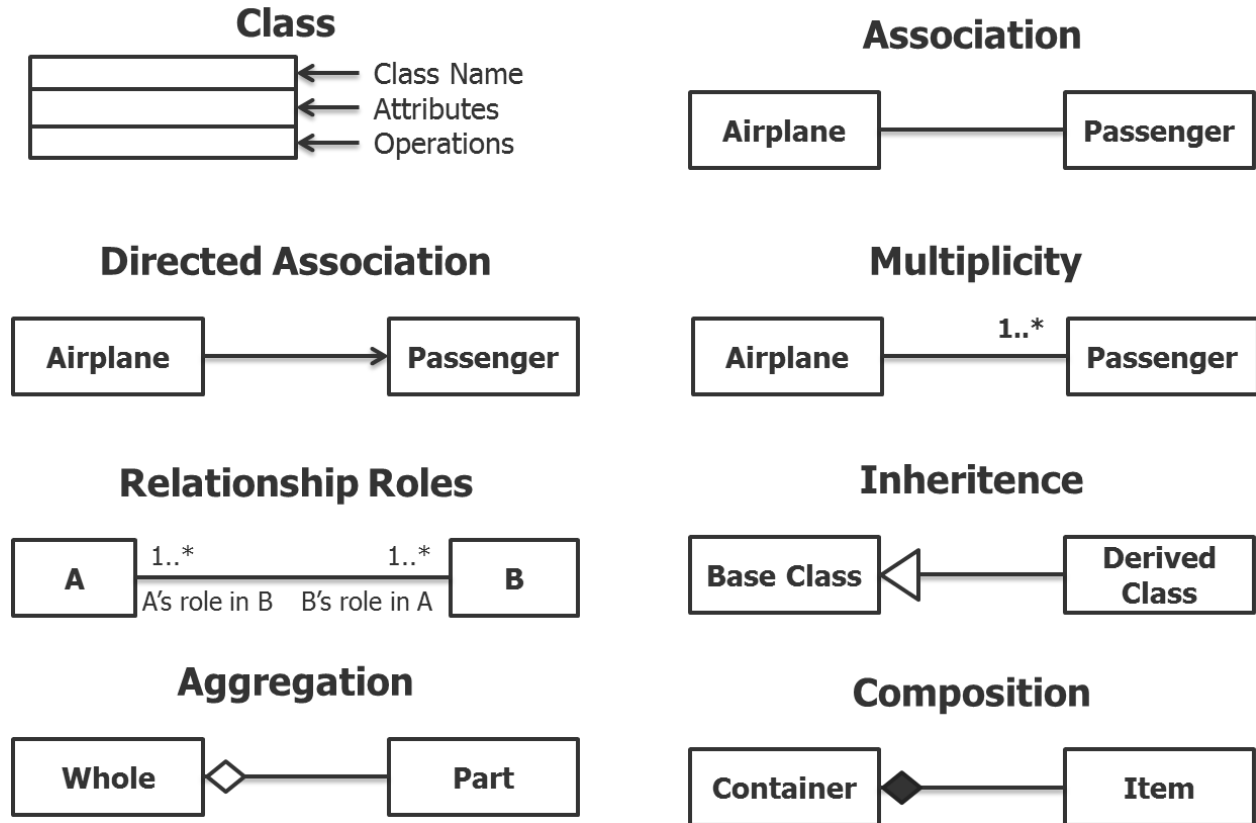 Class
Class Name
Attributes
Operations
Association
Airplane
Passenger
Directed Association
Airplane
Passenger
Multiplicity
1..*
Airplane
Passenger
Relationship Roles
1..* 1..*
A
B
A’s role in B B’s role in A
Inheritence
Base Class
Derived
Class
Aggregation
Whole
Part
Composition
Container
Item